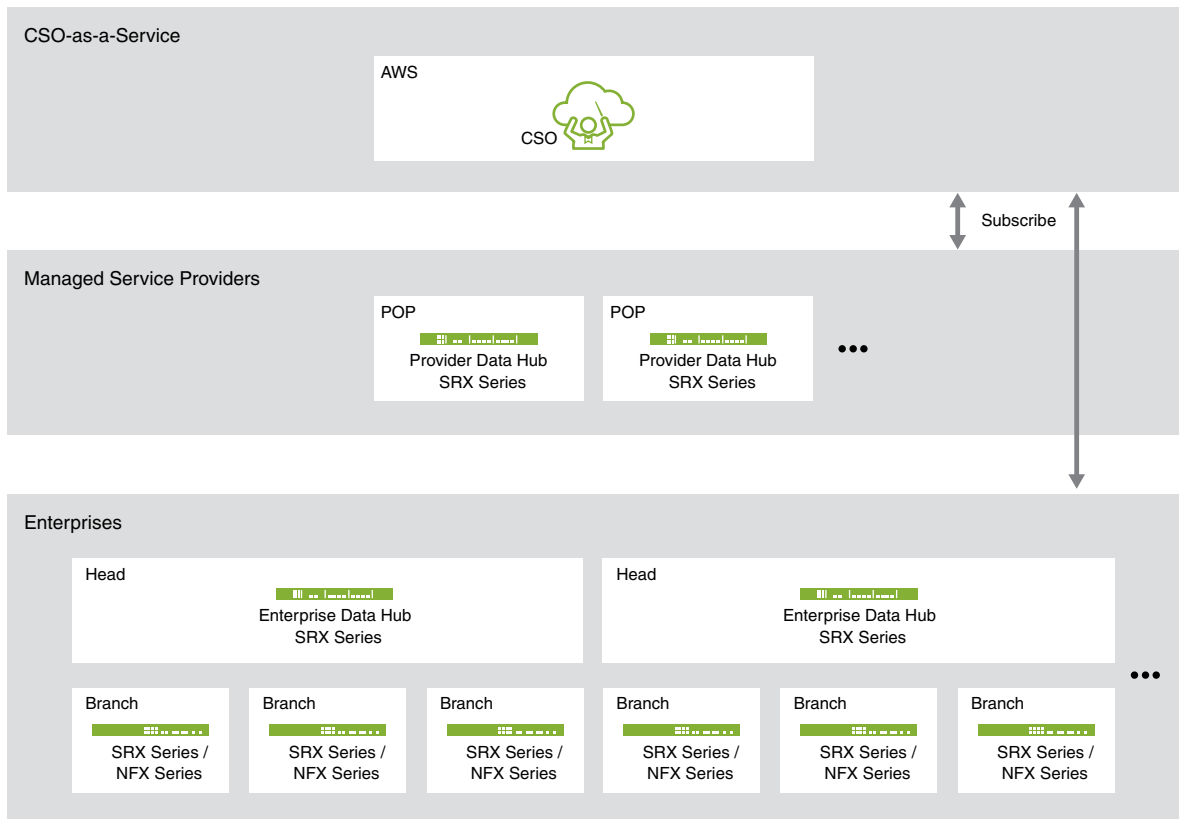 CSO-as-a-Service
AWS
CSO
Subscribe
Managed Service Providers
POP
Provider Data Hub
SRX Series
POP
Provider Data Hub
SRX Series
•••
Enterprises
Head
Enterprise Data Hub
SRX Series
Head
Enterprise Data Hub
SRX Series
•••
Branch
SRX Series /
NFX Series
Branch
SRX Series /
NFX Series
Branch
SRX Series /
NFX Series
Branch
SRX Series /
NFX Series
Branch
SRX Series /
NFX Series
Branch
SRX Series /
NFX Series